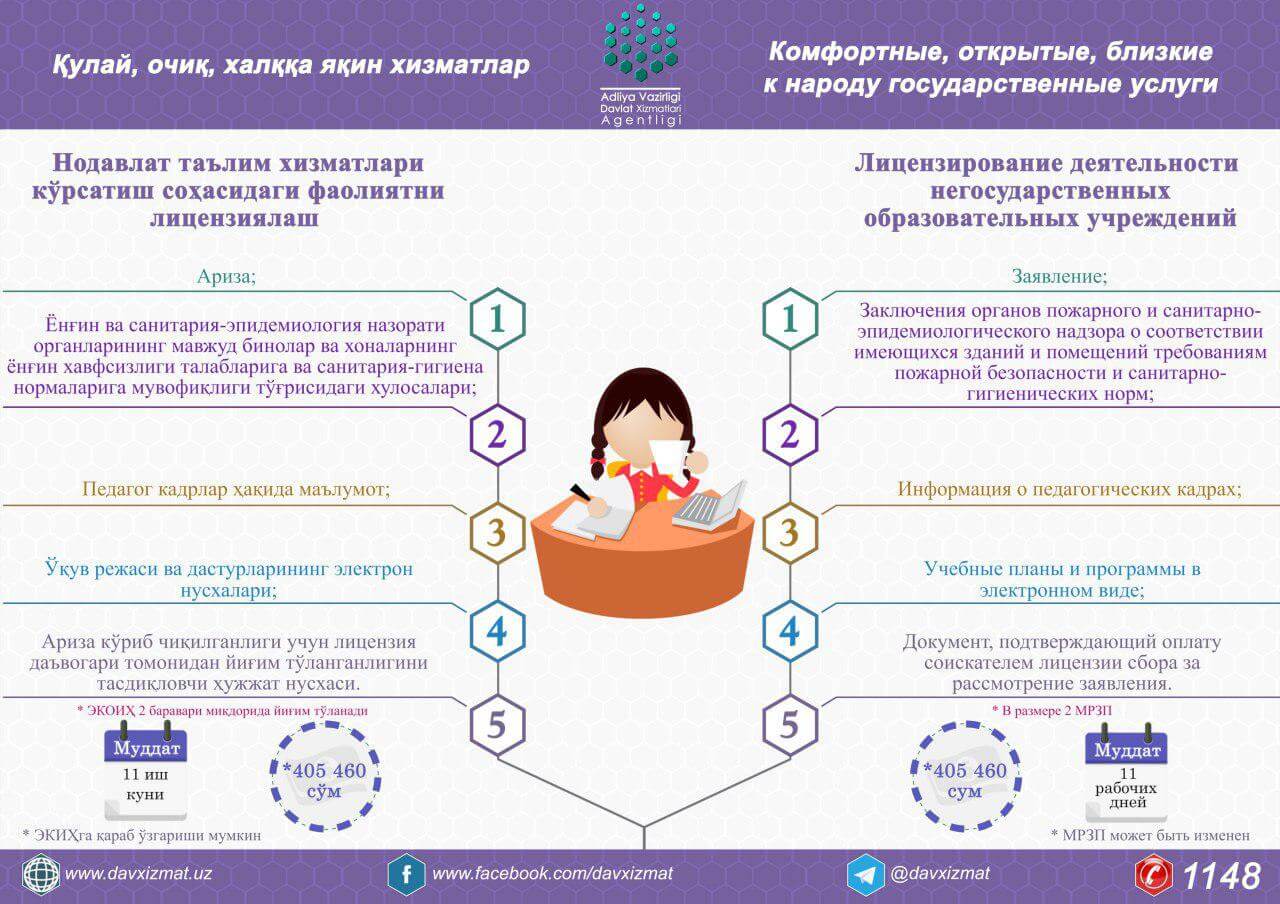 Қулай, очиқ, халққа яқин хизматлар
Adliya Vazirligi
Davlat Xizmatlari
Agentligi
Комфортные, открытые, близкие
к народу государственные услуги
Нодавлат таълим хизматлари
кўрсатиш соҳасидаги фаолиятни
лицензиялаш
Ариза;
1
Ёнғин ва санитария-эпидемиология назорати
органларининг мавжуд бинолар ва хоналарнинг
ёнғин хавфсизлиги талабларига ва санитария-гигиена
нормаларига мувофиқлиги тўғрисидаги хулосалари;
2
Педагог кадрлар ҳақида маълумот;
3
Ўқув режаси ва дастурларининг электрон
нусхалари;
4
Ариза кўриб чиқилганлиги учун лицензия
даъвогари томонидан йиғим тўланганлигини
тасдиқловчи ҳужжат нусхаси.
5
* ЭКОИҲ 2 баравари миқдорида йиғим тўланади
Муддат
11 иш
куни
*405 460
сўм
* ЭКИҲга караб ўзгариши мумкин
Лицензирование деятельности
негосударственных
образовательных учреждений
Заявление;
1
Заключения органов пожарного и санитарно-
эпидемиологического надзора о соответствии
имеющихся зданий и помещений требованиям
пожарной безопасности и санитарно-
гигиенических норм;
2
Информация о педагогических кадрах;
3
Учебные планы и программы в
электронном виде;
4
Документ, подтверждающий оплату
соискателем лицензии сбора за
рассмотрение заявления.
5
* В размере 2 МРЗП
*405 460
сум
Муддат
11
рабочих
дней
* МРЗП может быть изменен
www.davxizmat.uz
www.facebook.com/davxizmat
@davxizmat
1148